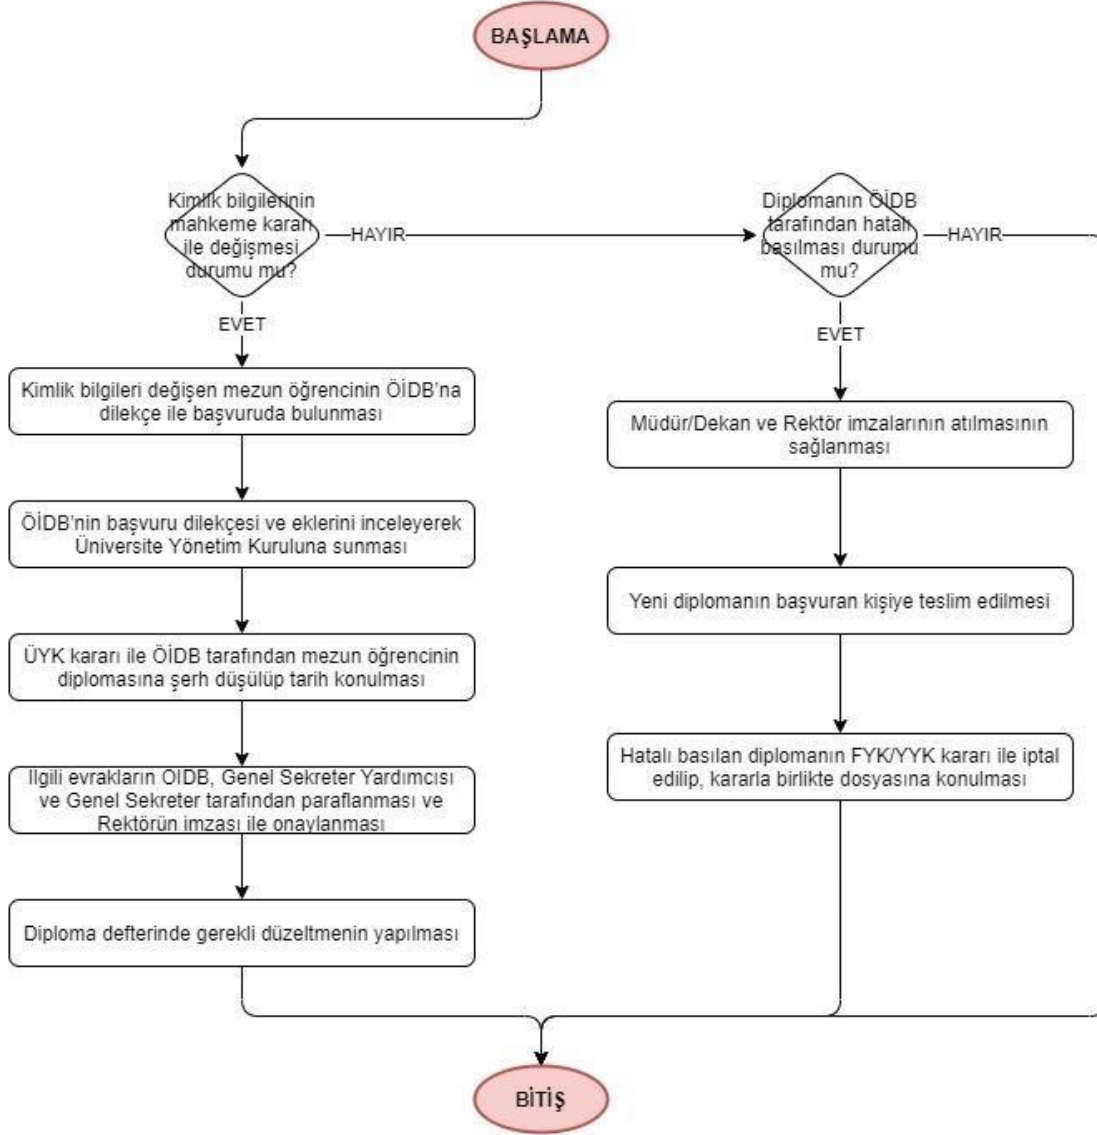 BAŞLAMA
Kimlik bilgilerinin
mahkeme kararı
ile değişmesi
durumu mu?
HAYIR
Diplomanın ÖİDB
tarafından hatalı
basılması durumu
mu?
HAYIR
EVET
Kimlik bilgileri değişen mezun öğrencinin ÖİDB'na
dilekçe ile başvuruda bulunması
ÖİDB'nin başvuru dilekçesi ve eklerini inceleyerek
Üniversite Yönetim Kuruluna sunması
ÜYK kararı ile ÖİDB tarafından mezun öğrencinin
diplomasına şerh düşülüp tarih konulması
İlgili evrakların ÖİDB, Genel Sekreter Yardımcısı
ve Genel Sekreter tarafından paraflanması ve
Rektörün imzası ile onaylanması
Diploma defterinde gerekli düzeltmenin yapılması
EVET
Müdür/Dekan ve Rektör imzalarının atılmasının
sağlanması
Yeni diplomanın başvuran kişiye teslim edilmesi
Hatalı basılan diplomanın FYK/YYK kararı ile iptal
edilip, kararla birlikte dosyasına konulması
BİTİŞ